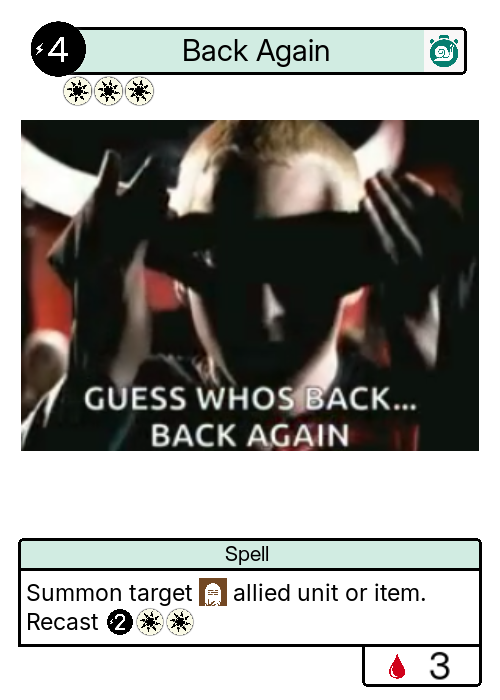 4
Back Again
GUESS WHOS BACK...
BACK AGAIN
Spell
Summon target allied unit or item.
Recast 2
3